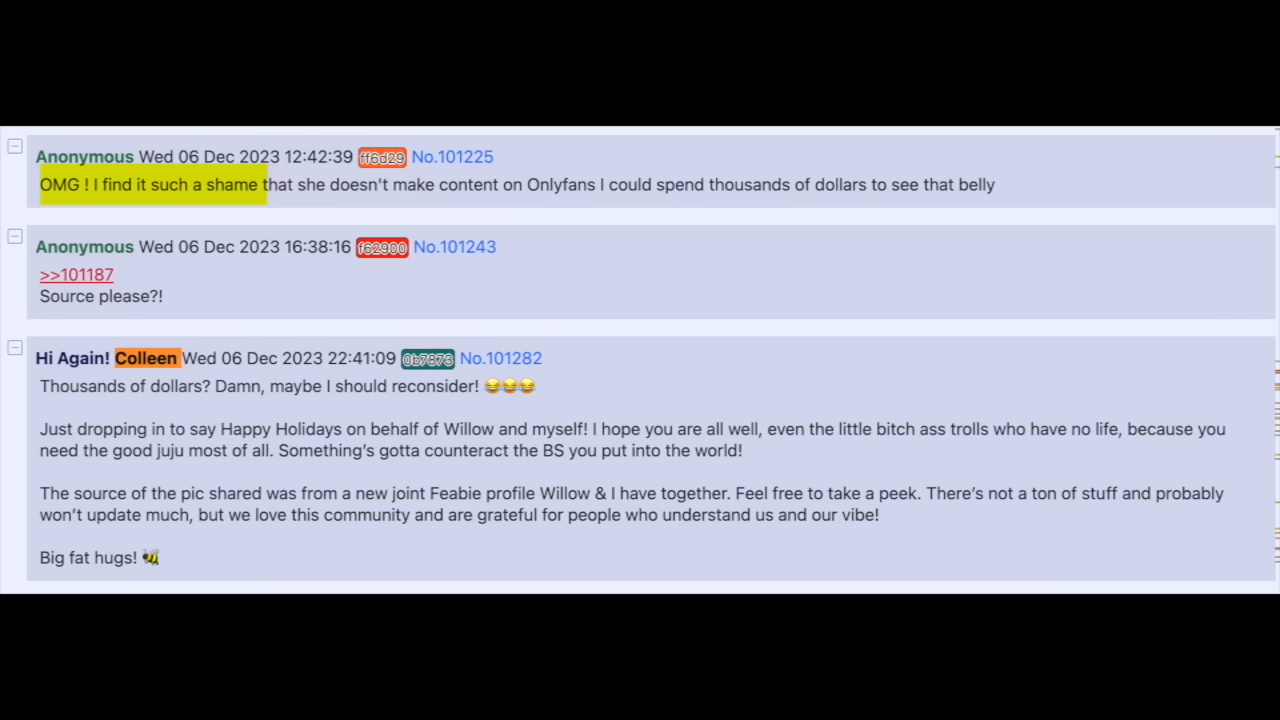 Anonymous Wed 06 Dec 2023 12:42:39 ff6d29 No.101225
OMG ! I find it such a shame that she doesn't make content on Onlyfans I could spend thousands of dollars to see that belly
Anonymous Wed 06 Dec 2023 16:38:16 f62900 No.101243
>>101187
Source please?!
Hi Again! Colleen Wed 06 Dec 2023 22:41:09 0b7873 No.101282
Thousands of dollars? Damn, maybe I should reconsider! 😂😂😂
Just dropping in to say Happy Holidays on behalf of Willow and myself! I hope you are all well, even the little bitch ass trolls who have no life, because you
need the good juju most of all. Something’s gotta counteract the BS you put into the world!
The source of the pic shared was from a new joint Feabie profile Willow & I have together. Feel free to take a peek. There’s not a ton of stuff and probably
won’t update much, but we love this community and are grateful for people who understand us and our vibe!
Big fat hugs! 🐝